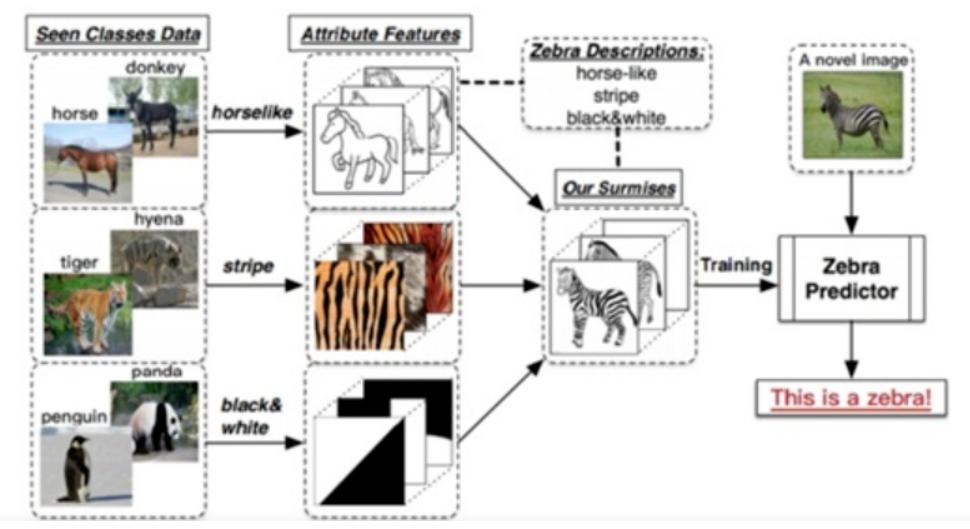 Seen Classes Data
Attribute Features
Zebra Descriptions:
horse-like
stripe
black&white
A novel image
donkey
horse
horselike
Our Surmises
hyena
tiger
stripe
Training
Zebra
Predictor
panda
penguin
black&
white
This is a zebra!